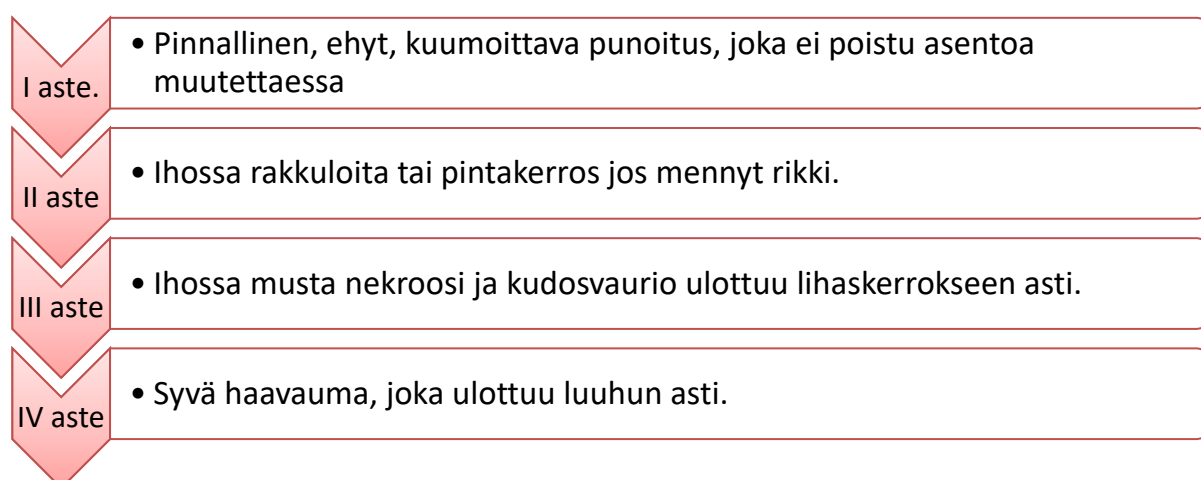 I aste.
• Pinnallinen, ehyt, kuumoittava punoitus, joka ei poistu asentoa
muutettaessa
II aste
• Ihossa rakkuloita tai pintakerros jos mennyt rikki.
III aste
• Ihossa musta nekroosi ja kudosvaurio ulottuu lihaskerrokseen asti.
IV aste
• Syvä haavauma, joka ulottuu luuhun asti.